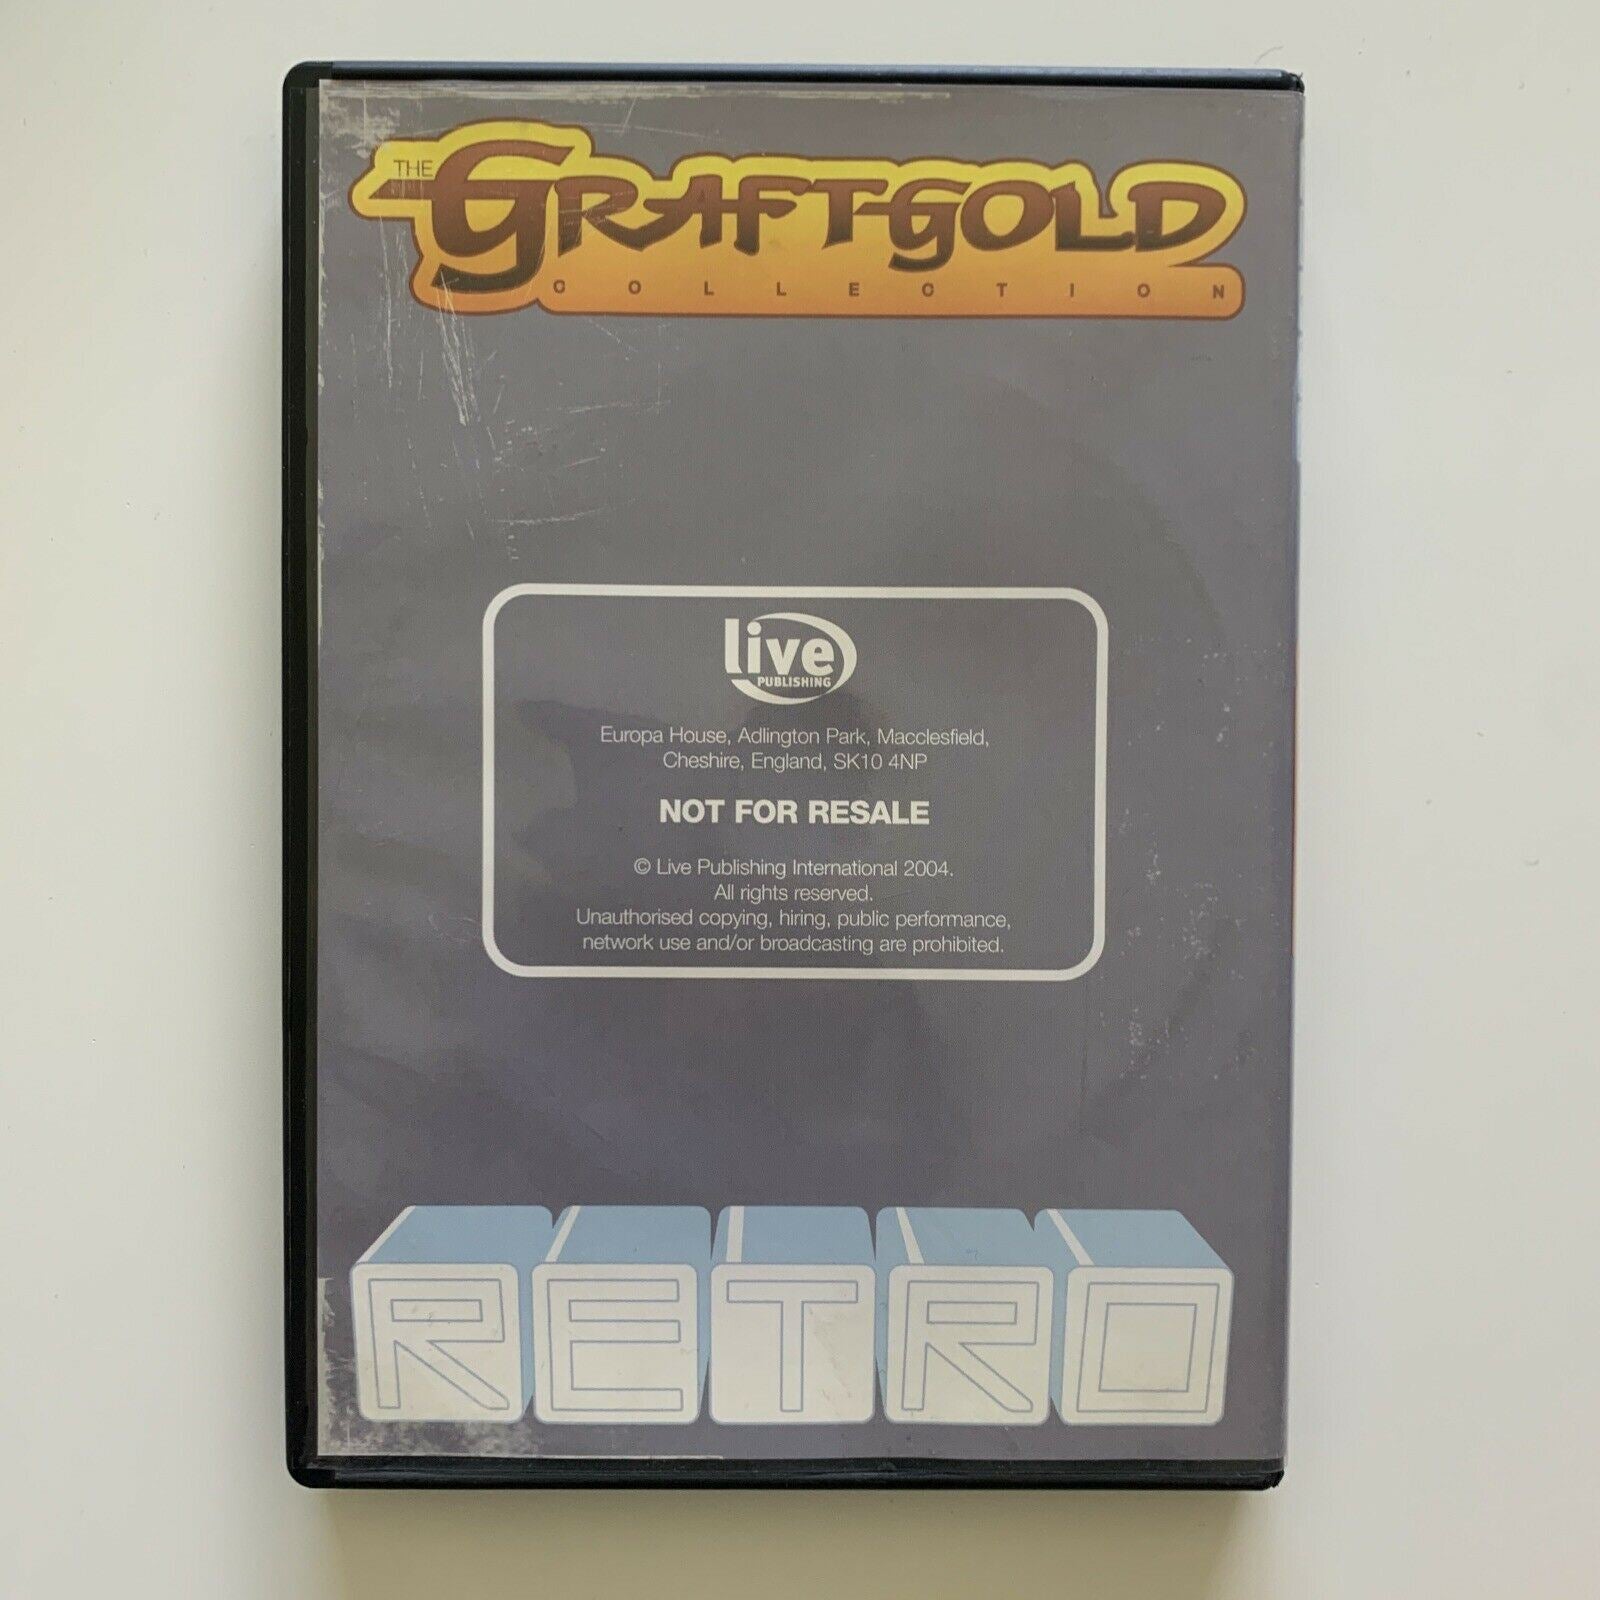 THE GRAFTGOLD
COLLECTION
live
PUBLISHING
Europa House, Adlington Park, Macclesfield,
Cheshire, England, SK10 4NP
NOT FOR RESALE
© Live Publishing International 2004.
All rights reserved.
Unauthorised copying, hiring, public performance,
network use and/or broadcasting are prohibited.
RETRO